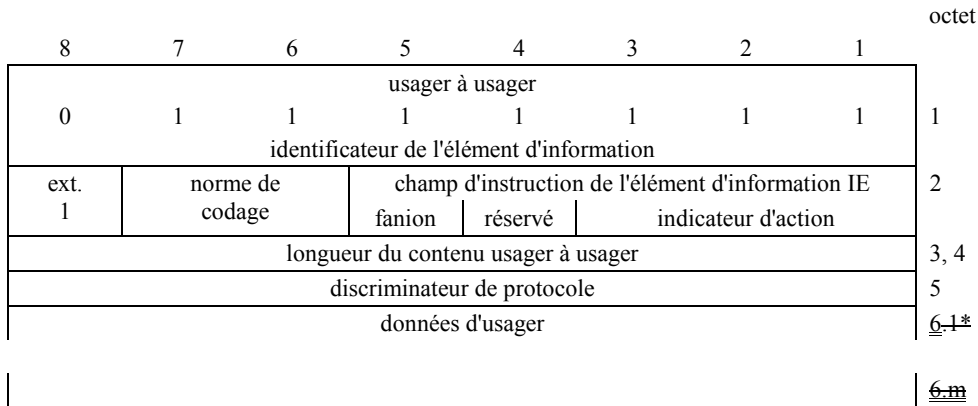 octet
8 7 6 5 4 3 2 1
usager à usager
0 1 1 1 1 1 1 1 1
identificateur de l'élément d'information
ext. norme de champ d'instruction de l'élément d'information IE 2
1 codage fanion réservé indicateur d'action
longueur du contenu usager à usager 3, 4
discriminateur de protocole 5
données d'usager 6.1*
6.m